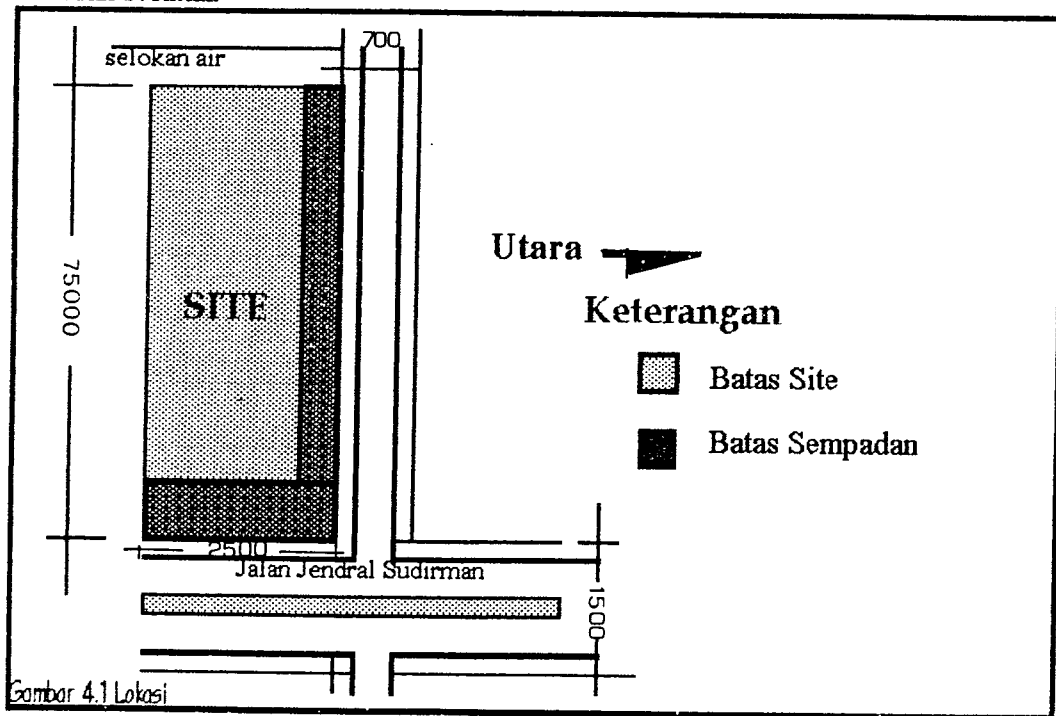 700
selokan air
75000
SITE
Utara
Keterangan
Batas Site
Batas Sempadan
2500
Jalan Jendral Sudirman
1500
Gambar 4.1 Lokasi